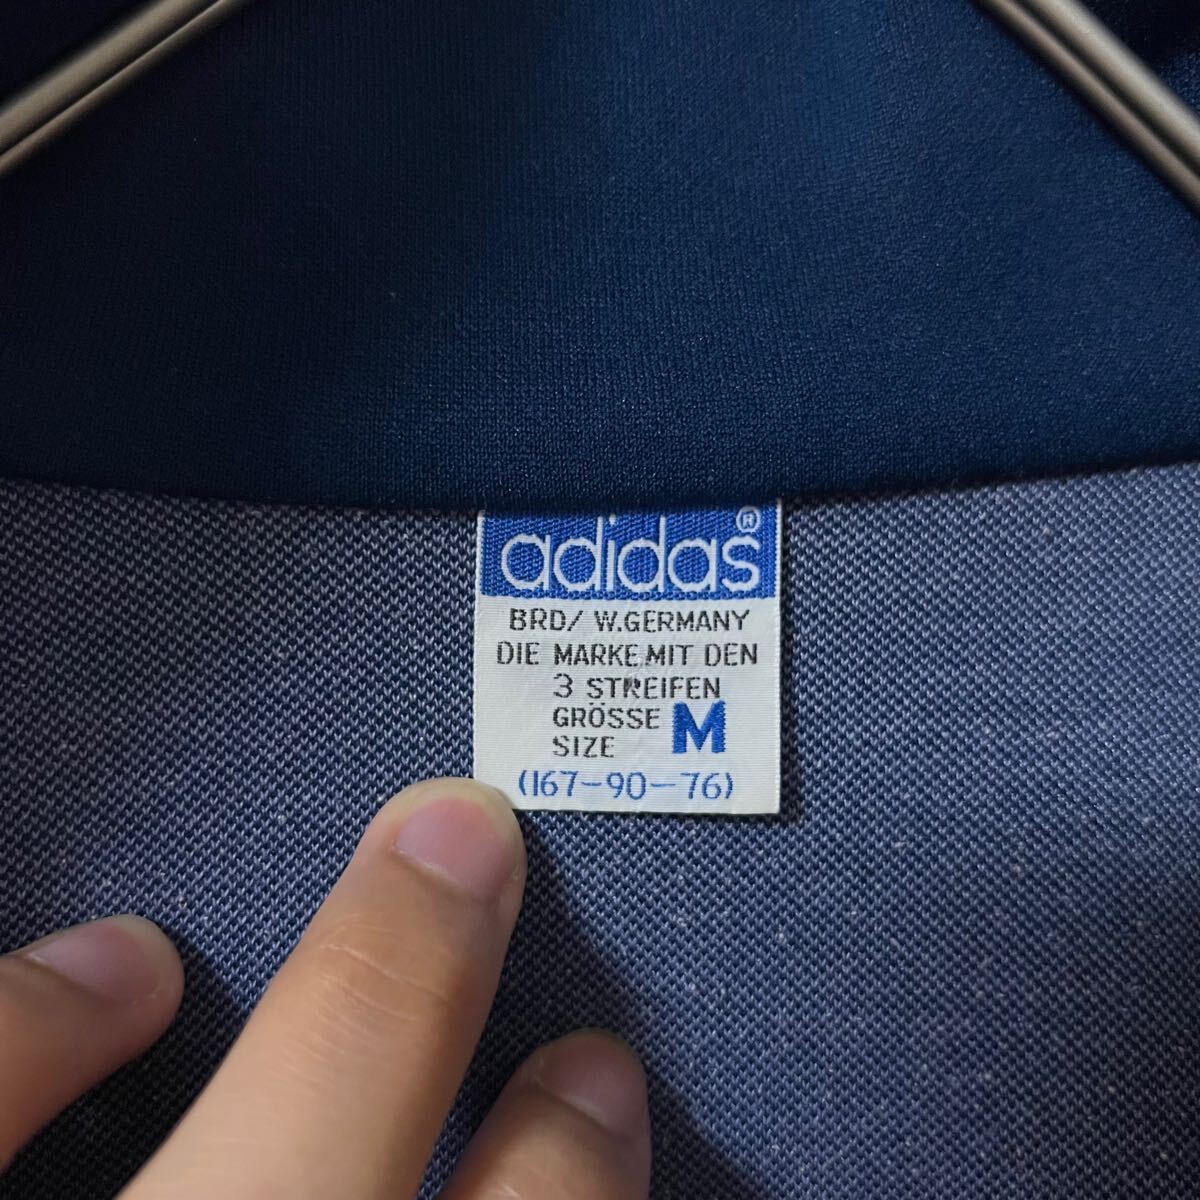 adidas®
BRD/ W.GERMANY
DIE MARKE MIT DEN
3 STREIFEN
GRÖSSE M
SIZE
(167-90-76)